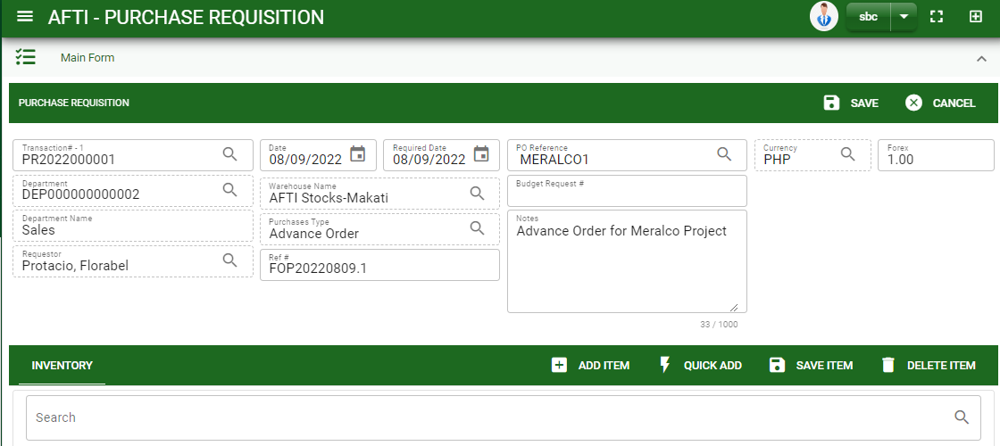 AFTI - PURCHASE REQUISITION
sbc
Main Form
PURCHASE REQUISITION
SAVE
CANCEL
Transaction# - 1
PR2022000001
Date
08/09/2022
Required Date
08/09/2022
PO Reference
MERALCO1
Currency
PHP
Forex
1.00
Department
DEP000000000002
Warehouse Name
AFTI Stocks-Makati
Budget Request #
Department Name
Sales
Purchases Type
Advance Order
Notes
Advance Order for Meralco Project
Requestor
Protacio, Florabel
Ref #
FOP20220809.1
33 / 1000
INVENTORY
ADD ITEM
QUICK ADD
SAVE ITEM
DELETE ITEM
Search